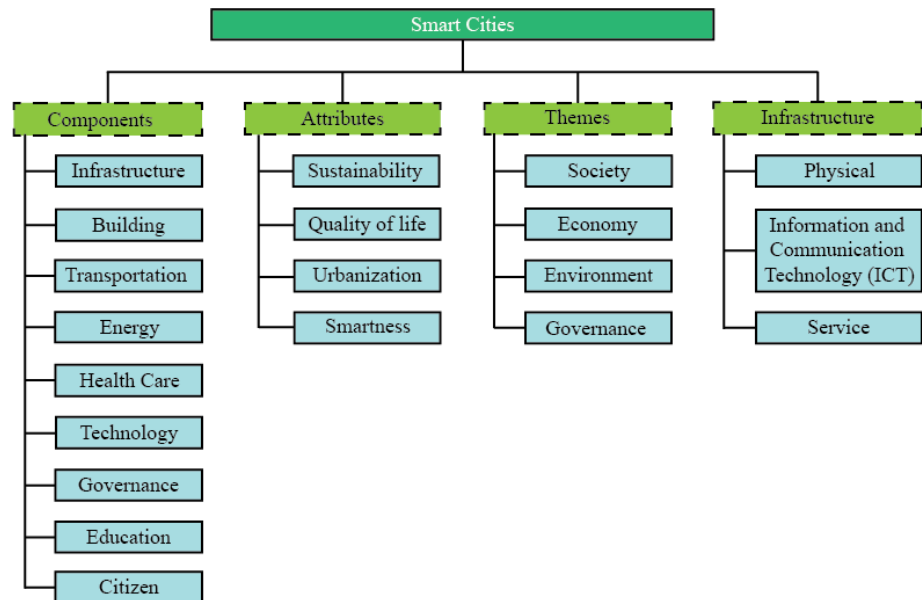 Smart Cities
Components
Infrastructure
Building
Transportation
Energy
Health Care
Technology
Governance
Education
Citizen
Attributes
Sustainability
Quality of life
Urbanization
Smartness
Themes
Society
Economy
Environment
Governance
Infrastructure
Physical
Information and
Communication
Technology (ICT)
Service